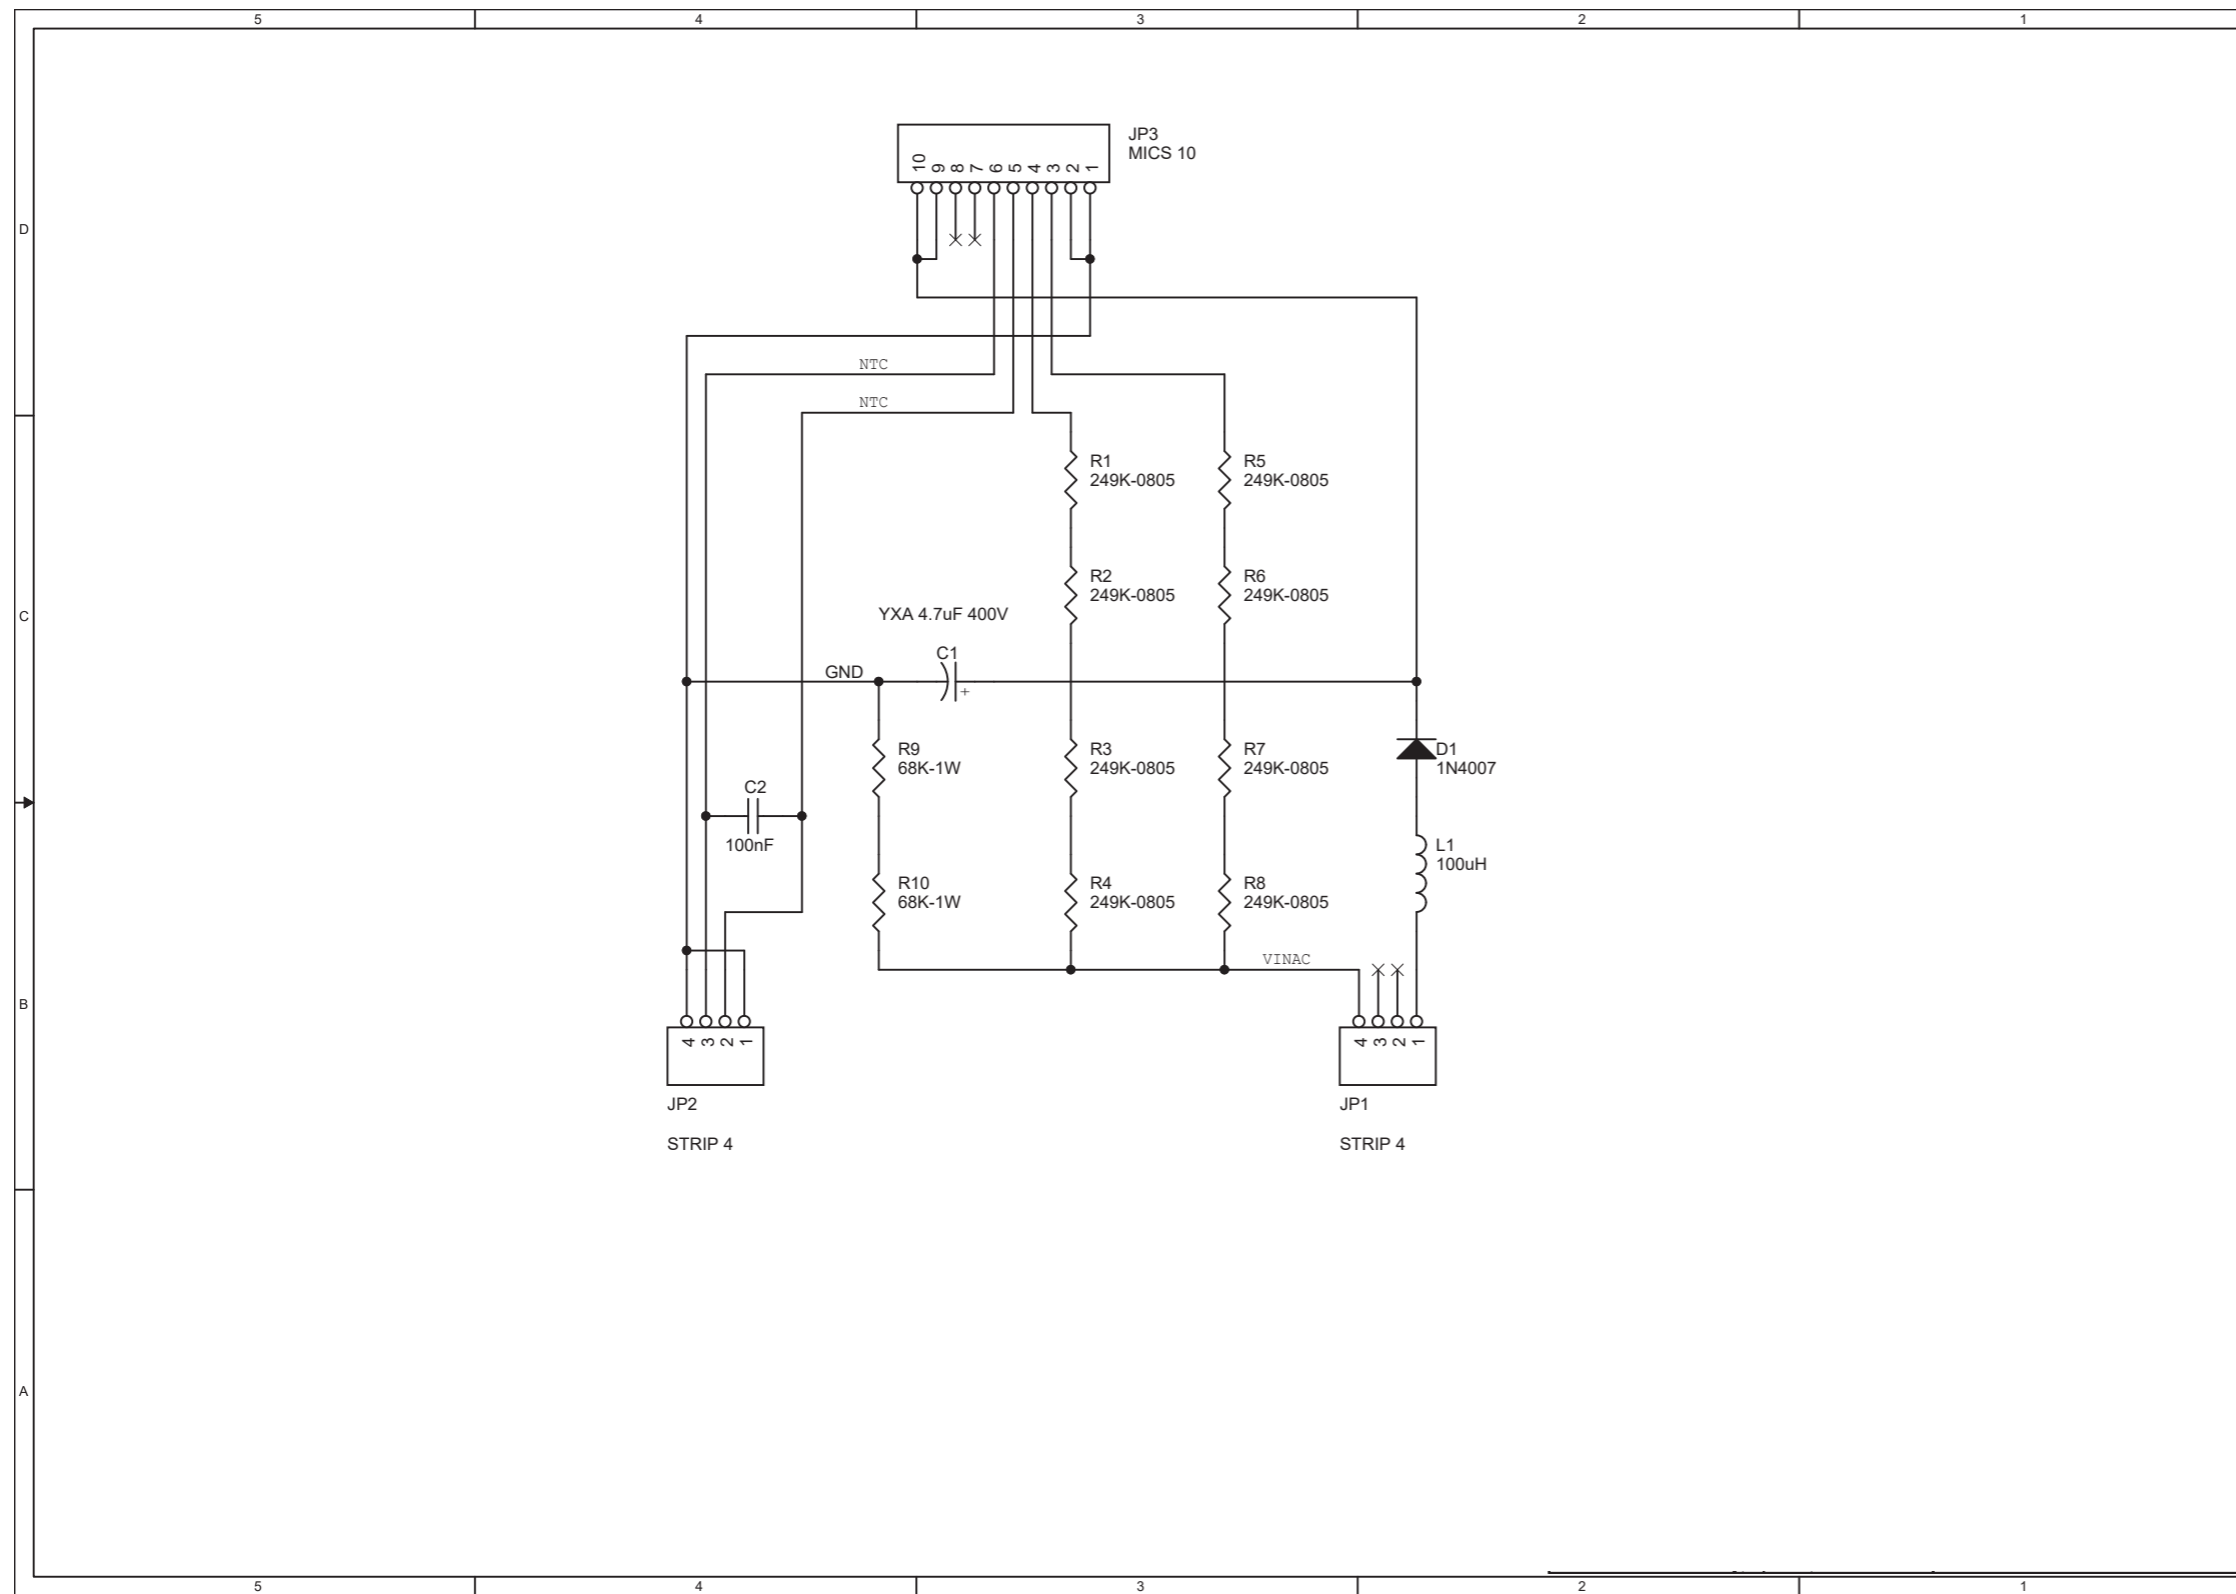 5 4 3 2 1
JP3
MICS 10
10 9 8 7 6 5 4 3 2 1
D
NTC
NTC
R1
249K-0805
R5
249K-0805
R2
249K-0805
R6
249K-0805
C
YXA 4.7uF 400V
C1
GND
+
R9
68K-1W
R3
249K-0805
R7
249K-0805
D1
1N4007
C2
100nF
L1
100uH
R10
68K-1W
R4
249K-0805
R8
249K-0805
VINAC
B
4 3 2 1
4 3 2 1
JP2
JP1
STRIP 4
STRIP 4
A
5 4 3 2 1